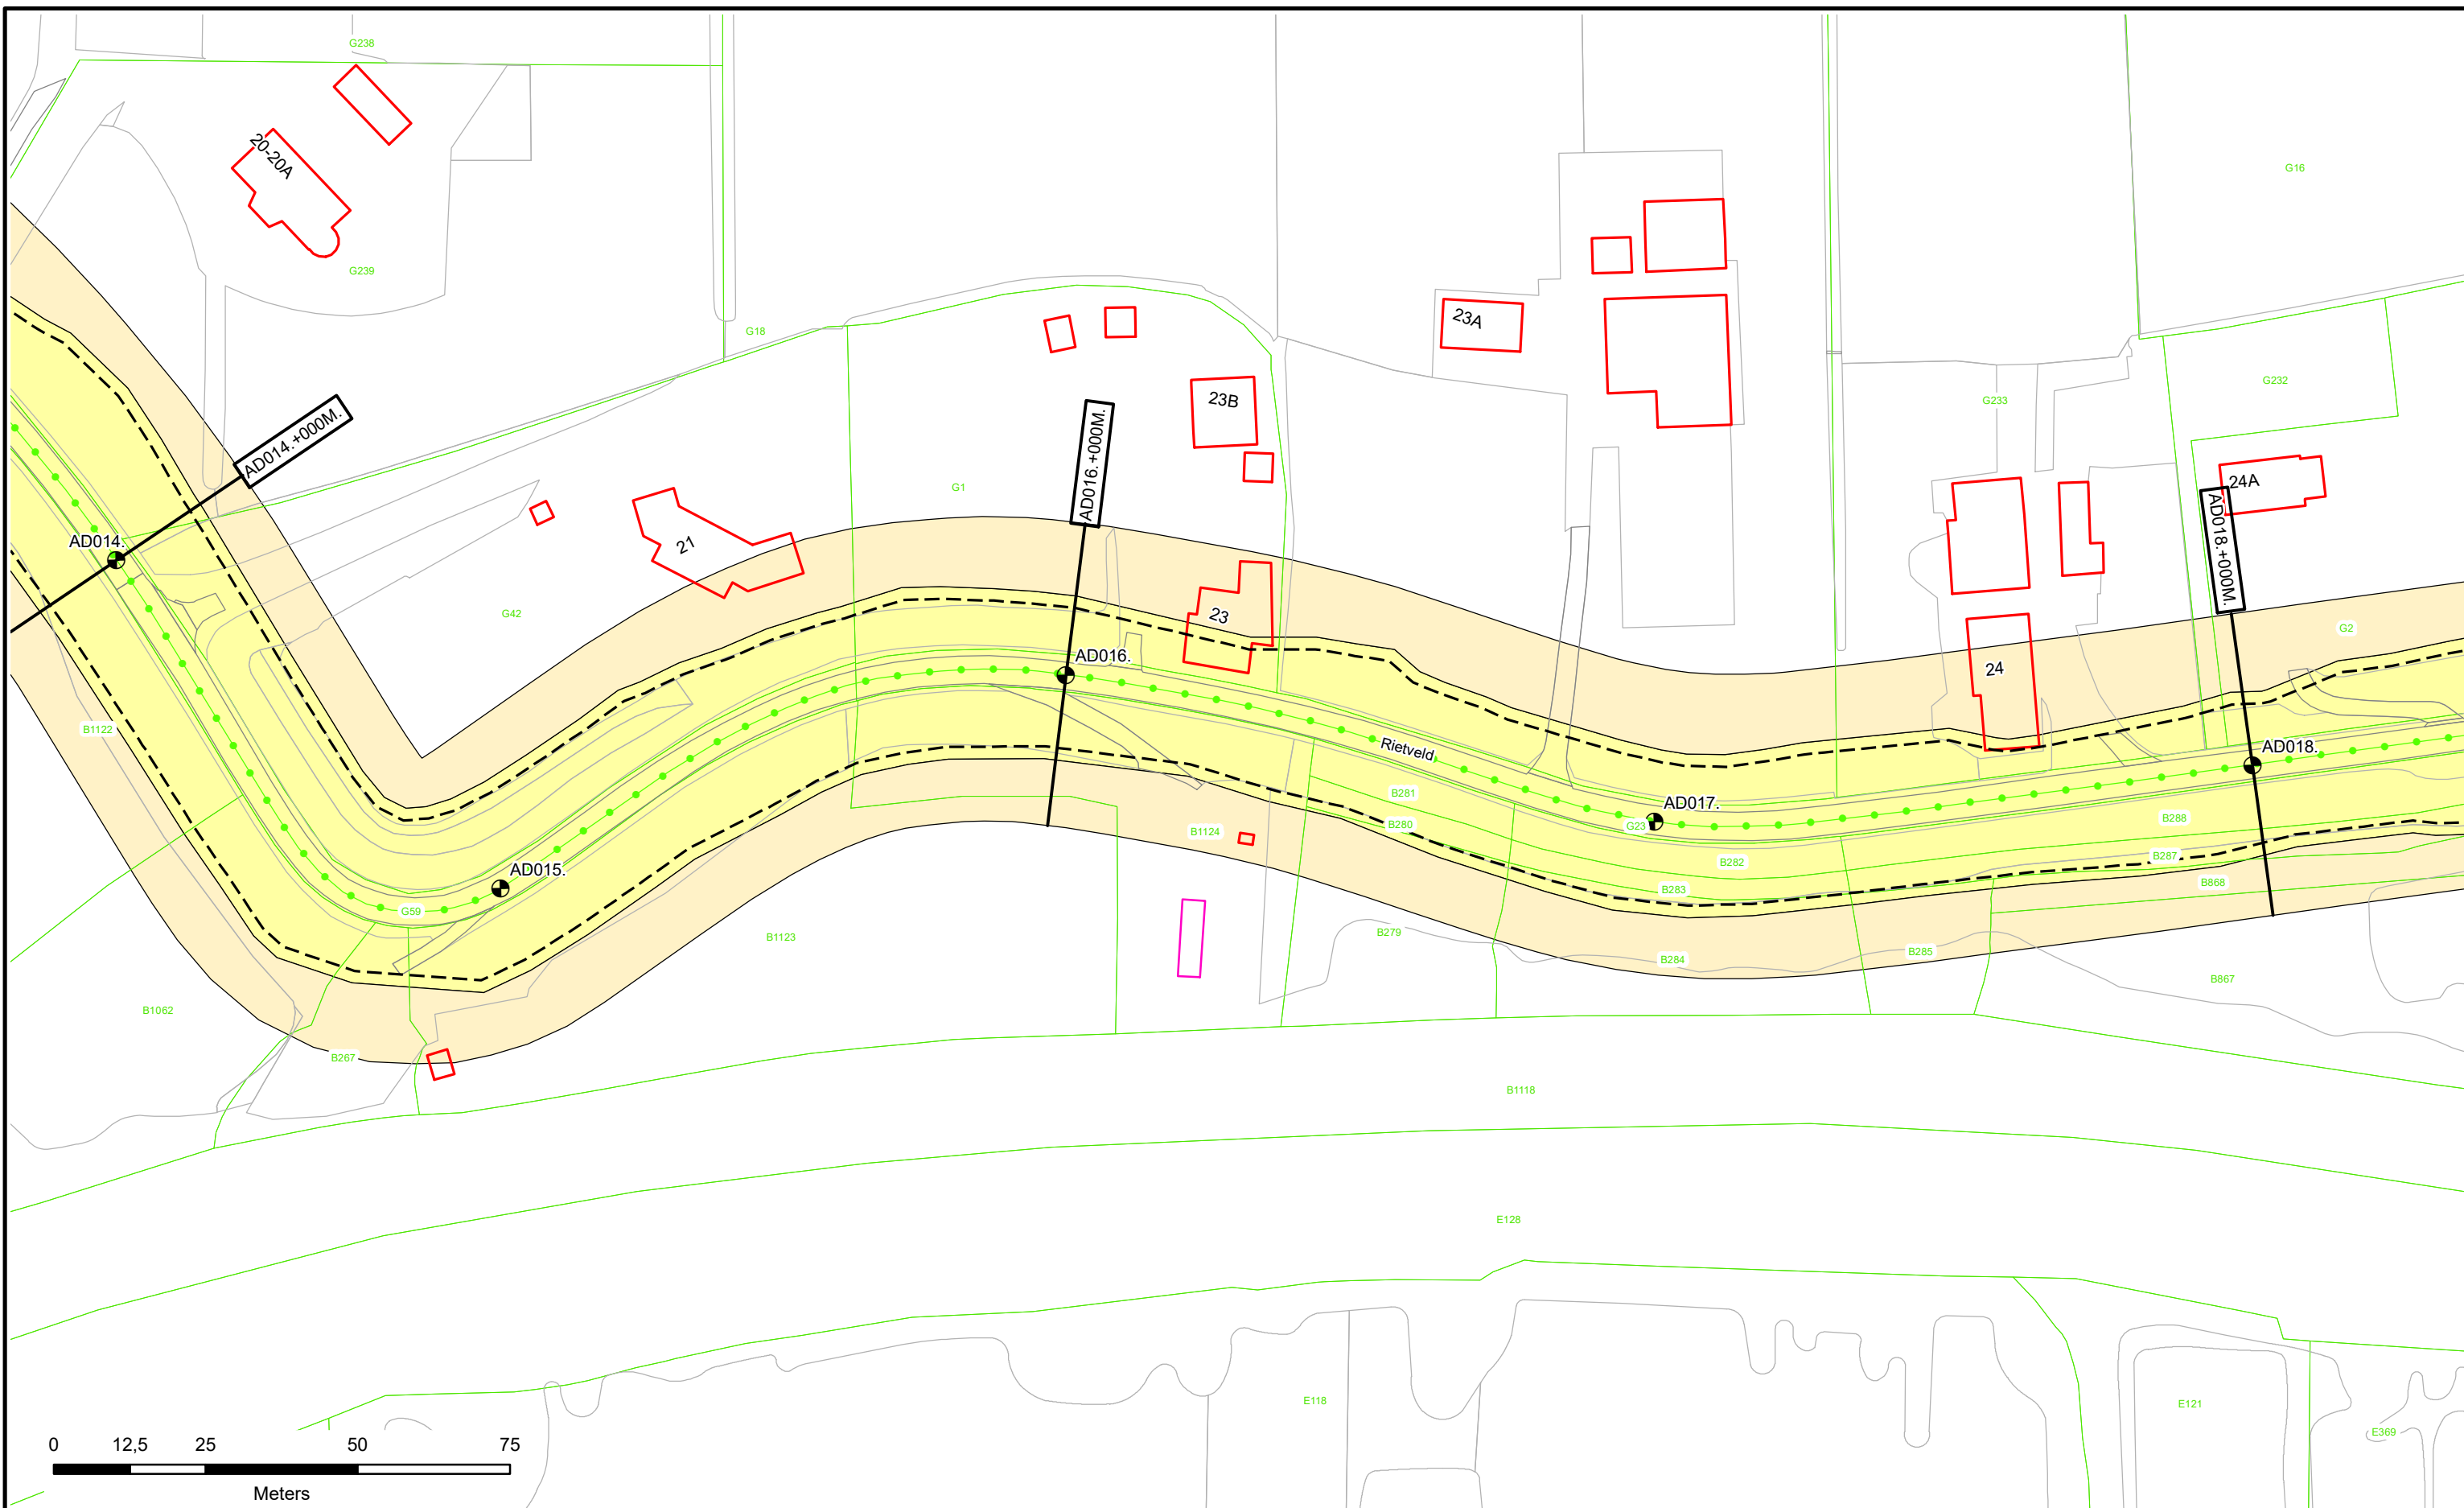 G238
20-20A
G16
G239
G18
23A
G232
23B
G233
AD014.+000M.
AD016.+000M.
24A
AD018.+000M.
G1
AD014.
21
G42
23
G2
AD016.
24
B1122
Rietveld
AD018.
B281
AD017.
B288
B1124
B280
G23
B282
B287
AD015.
B283
B868
G59
B1123
B279
B284
B285
B867
B1062
B267
B1118
E128
E118
E121
E369
0 12,5 25 50 75
Meters